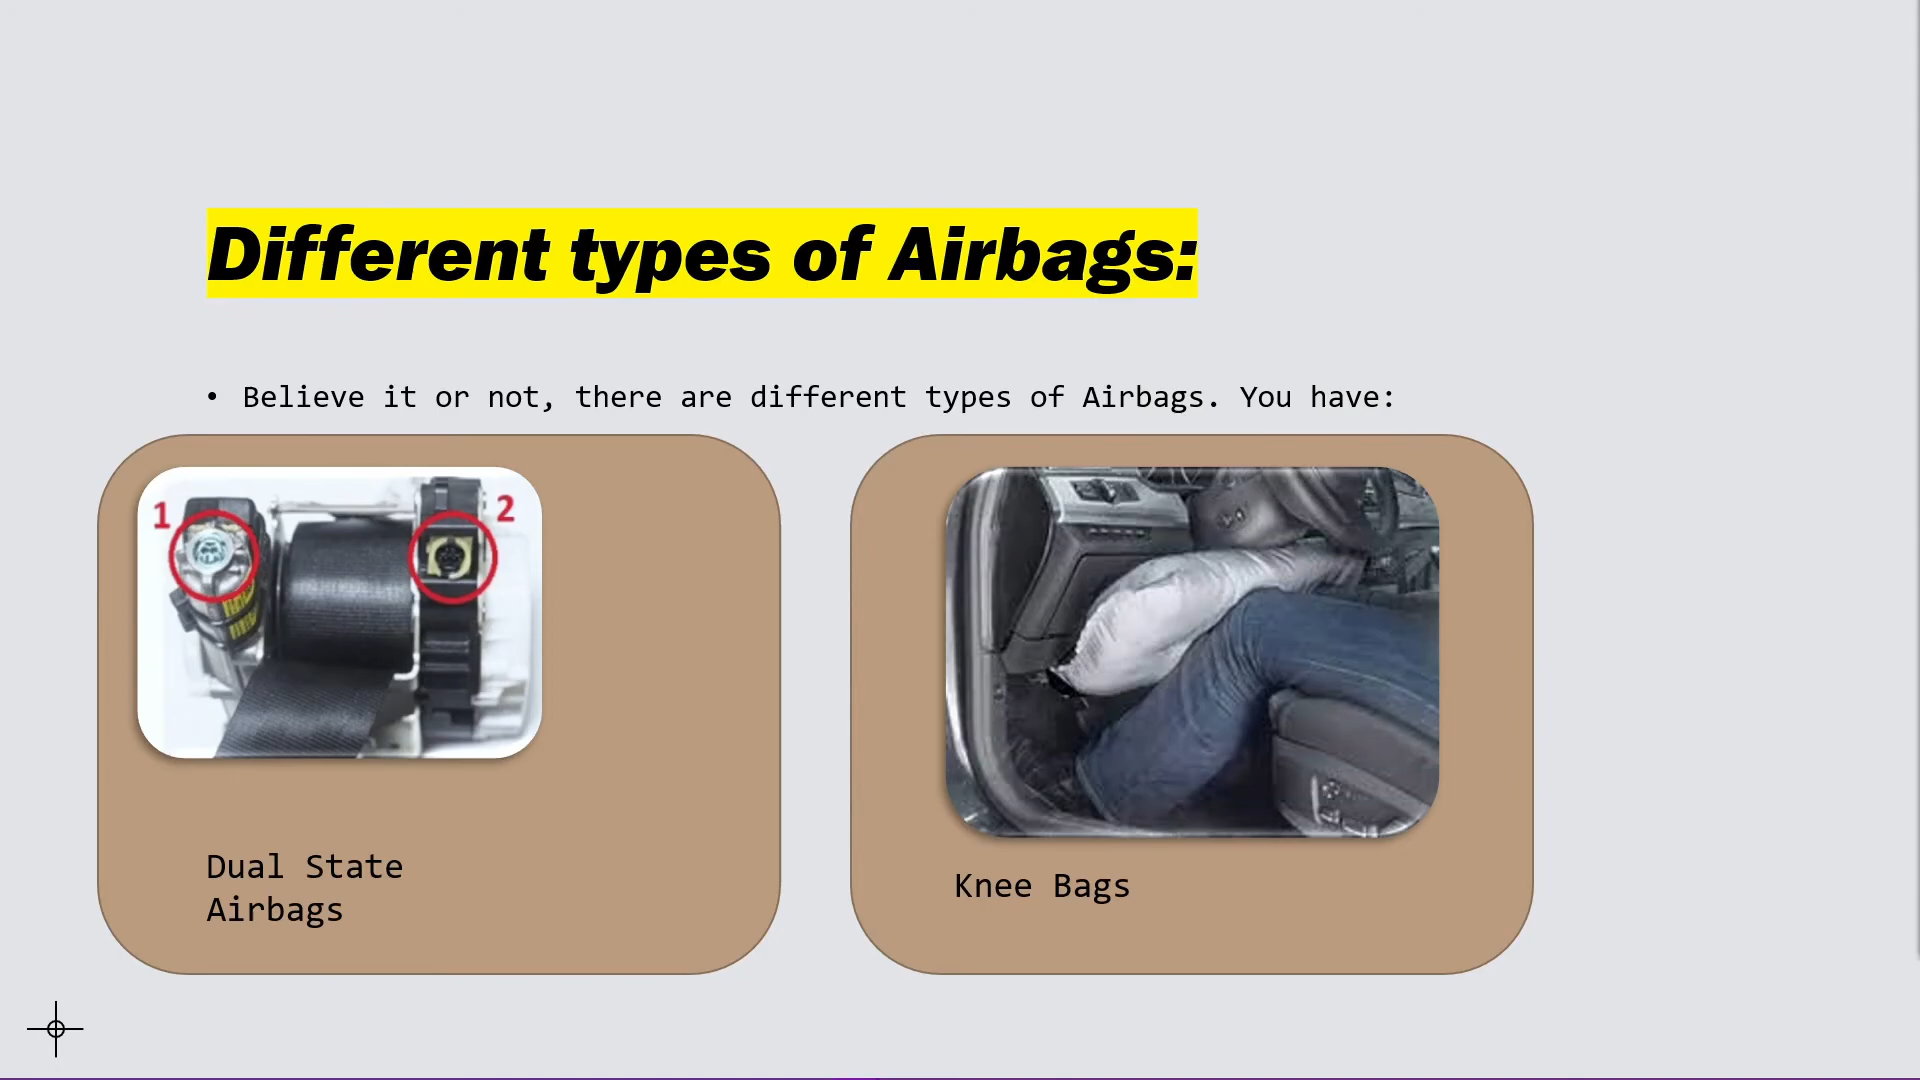 Different types of Airbags:
• Believe it or not, there are different types of Airbags. You have:
1
2
Dual State
Airbags
Knee Bags